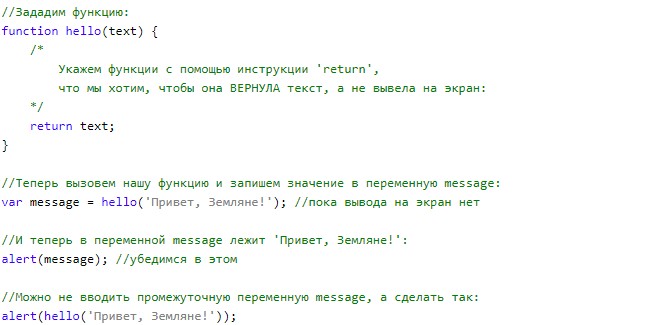 //Зададим функцию:
function hello(text) {
/*
Укажем функции с помощью инструкции 'return',
что мы хотим, чтобы она ВЕРНУЛА текст, а не вывела на экран:
*/
return text;
}
//Теперь вызовем нашу функцию и запишем значение в переменную message:
var message = hello('Привет, Земляне!'); //пока вывода на экран нет
//И теперь в переменной message лежит 'Привет, Земляне!':
alert(message); //убедимся в этом
//Можно не вводить промежуточную переменную message, а сделать так:
alert(hello('Привет, Земляне!'));